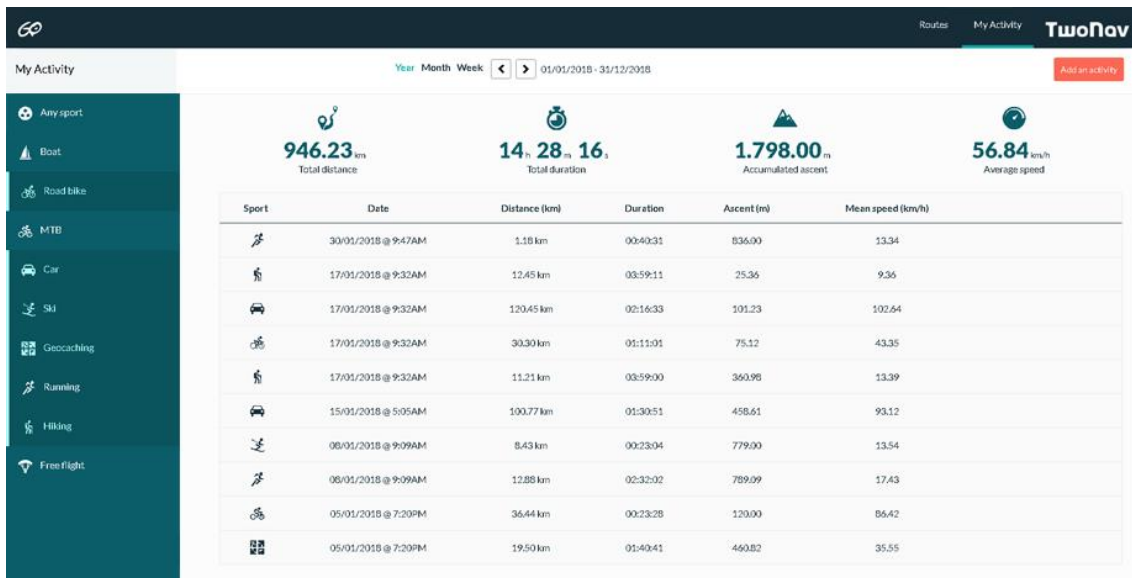 GO
Routes My Activity TwoNav
My Activity
Year Month Week 01/01/2018 - 31/12/2018
Add an activity
Any sport
Boat
Road bike
MTB
Car
Ski
Geocaching
Running
Hiking
Free flight
946.23 km
Total distance
14 h 28 m 16 s
Total duration
1.798.00 m
Accumulated ascent
56.84 km/h
Average speed
Sport Date Distance (km) Duration Ascent (m) Mean speed (km/h)
30/01/2018 @ 9:47AM 1.18 km 00:40:31 836.00 13.34
17/01/2018 @ 9:32AM 12.45 km 03:59:11 25.36 9.36
17/01/2018 @ 9:32AM 120.45 km 02:16:33 101.23 102.64
17/01/2018 @ 9:32AM 30.30 km 01:11:01 75.12 43.35
17/01/2018 @ 9:32AM 11.21 km 03:59:00 360.98 13.39
15/01/2018 @ 5:05AM 100.77 km 01:30:51 458.61 93.12
08/01/2018 @ 9:09AM 8.43 km 00:23:04 779.00 13.54
08/01/2018 @ 9:09AM 12.88 km 02:32:02 789.09 17.43
05/01/2018 @ 7:20PM 36.44 km 00:23:28 120.00 86.42
05/01/2018 @ 7:20PM 19.50 km 01:40:41 460.82 35.55